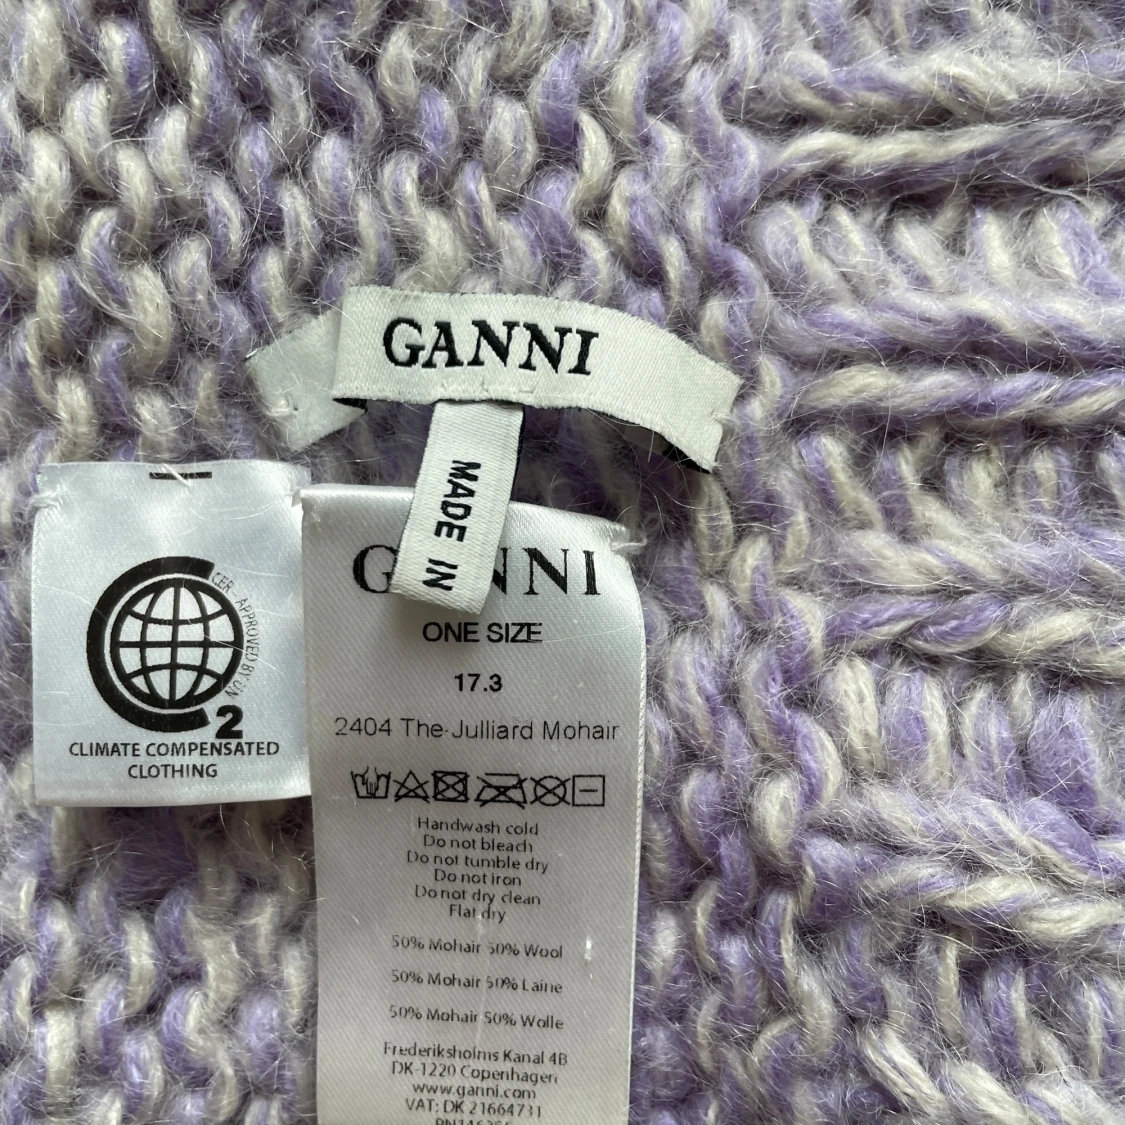 GANNI
MADE IN
CER APPROVED BY UN
2
CLIMATE COMPENSATED
CLOTHING
ONE SIZE
17.3
2404 The Julliard Mohair
Handwash cold
Do not bleach
Do not tumble dry
Do not iron
Do not dry clean
Flat dry
50% Mohair 50% Wool
50% Mohair 50% Laine
50% Mohair 50% Wolle
Frederiksholms Kanal 4B
DK-1220 Copenhagen
www.ganni.com
VAT: DK 21664731